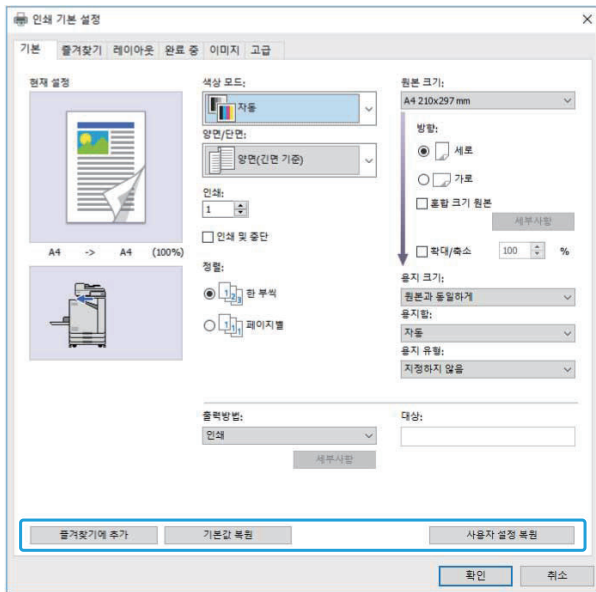 인쇄 기본 설정
기본 즐겨찾기 레이아웃 완료 중 이미지 고급
현재 설정
A4 -> A4 (100%)
색상 모드:
자동
양면/단면:
양면(긴면 기준)
인쇄:
1
인쇄 및 중단
정렬:
한 부씩
페이지별
원본 크기:
A4 210x297 mm
방향:
세로
가로
혼합 크기 원본
세부사항
확대/축소 100 %
용지 크기:
원본과 동일하게
용지함:
자동
용지 유형:
지정하지 않음
출력방법:
인쇄
세부사항
대상:
즐겨찾기에 추가 기본값 복원 사용자 설정 복원
확인 취소